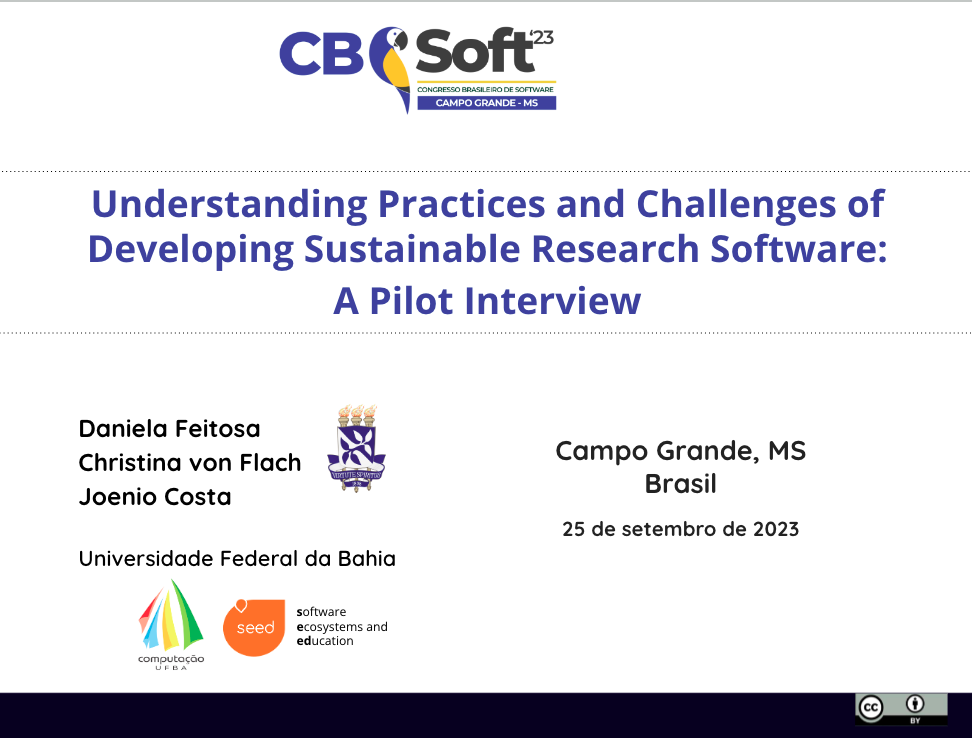 CB Soft '23
CONGRESSO BRASILEIRO DE SOFTWARE
CAMPO GRANDE - MS
Understanding Practices and Challenges of
Developing Sustainable Research Software:
A Pilot Interview
Daniela Feitosa
Christina von Flach
Joenio Costa
Universidade Federal da Bahia
computação
UFBA
seed
software
ecosystems and
education
Campo Grande, MS
Brasil
25 de setembro de 2023
cc
BY